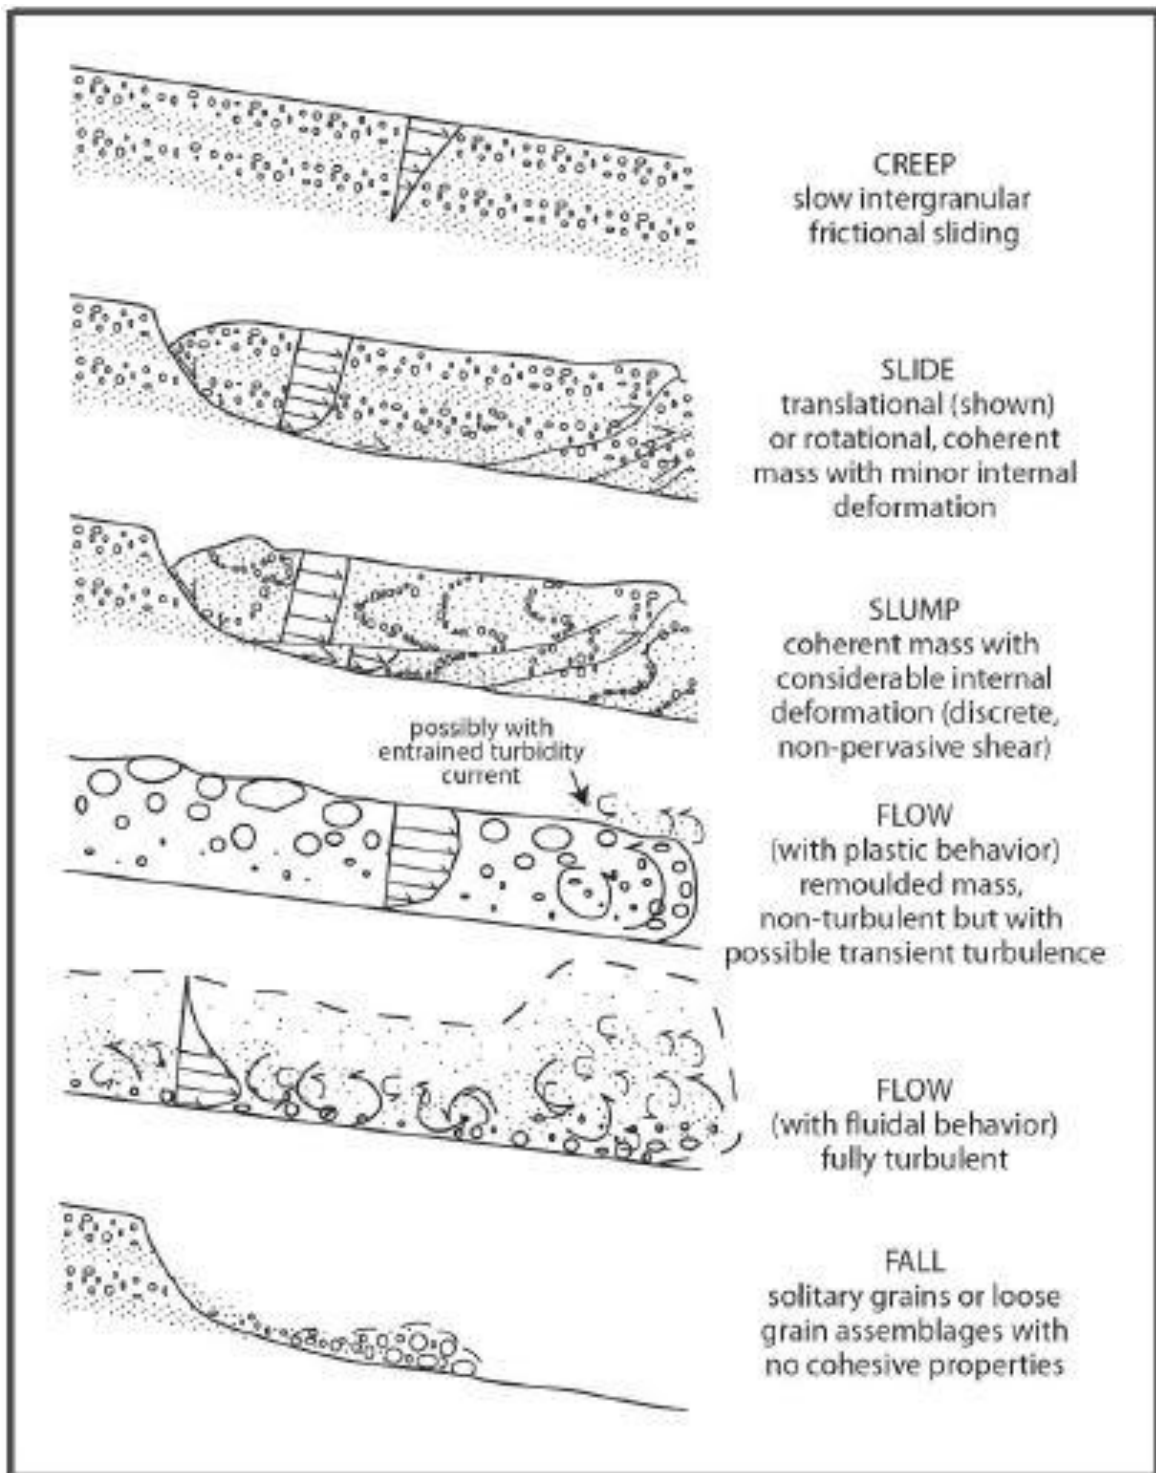 CREEP
slow intergranular
frictional sliding
SLIDE
translational (shown)
or rotational, coherent
mass with minor internal
deformation
SLUMP
coherent mass with
considerable internal
deformation (discrete,
non-pervasive shear)
possibly with
entrained turbidity
current
FLOW
(with plastic behavior)
remoulded mass,
non-turbulent but with
possible transient turbulence
FLOW
(with fluidal behavior)
fully turbulent
FALL
solitary grains or loose
grain assemblages with
no cohesive properties